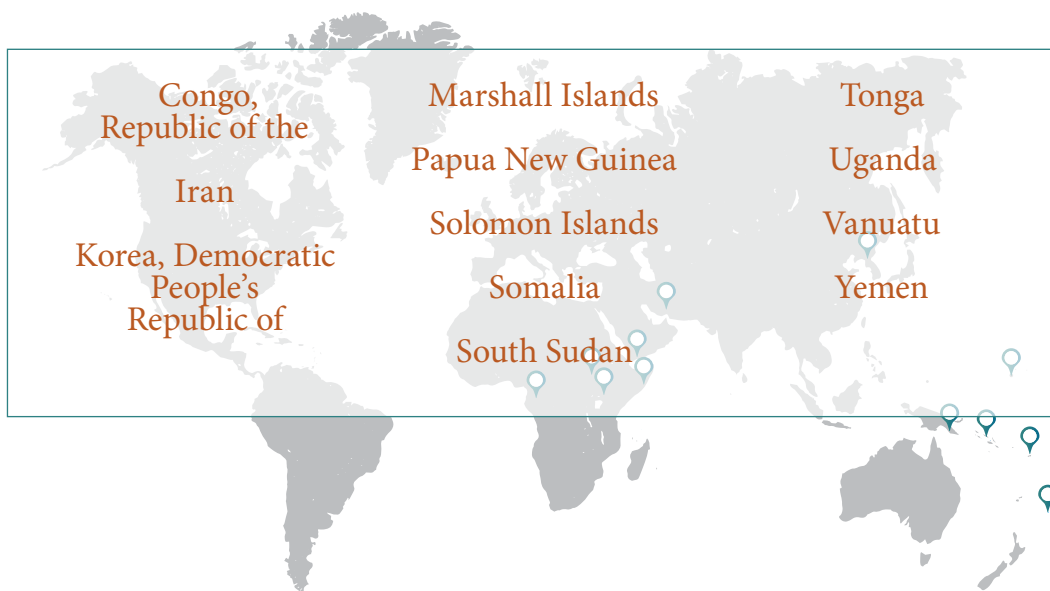 Congo,
Republic of the
Iran
Korea, Democratic
People’s
Republic of
Marshall Islands
Papua New Guinea
Solomon Islands
Somalia
South Sudan
Tonga
Uganda
Vanuatu
Yemen